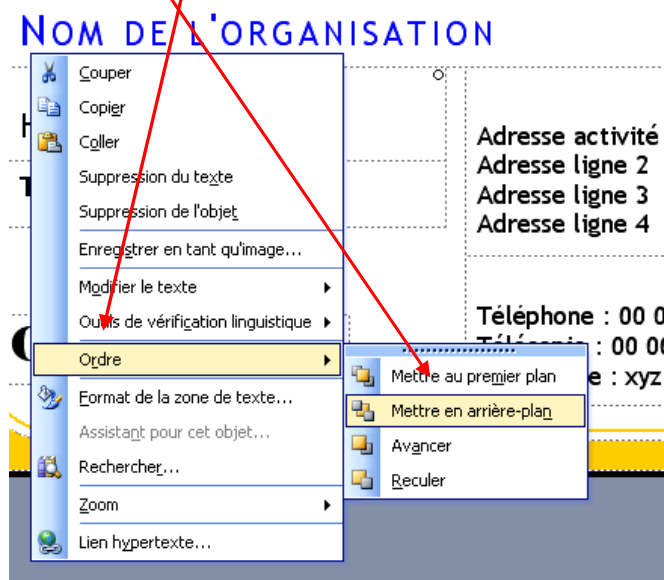 NOM DE L'ORGANISATION
Couper
Copier
Coller
Suppression du texte
Suppression de l'objet
Enregistrer en tant qu'image...
Modifier le texte
Outils de vérification linguistique
Ordre
Format de la zone de texte...
Assistant pour cet objet...
Rechercher...
Zoom
Lien hypertexte...
Mettre au premier plan
Mettre en arrière-plan
Avancer
Reculer
Adresse activité
Adresse ligne 2
Adresse ligne 3
Adresse ligne 4
Téléphone : 00 0
: 00 00
e : xyz